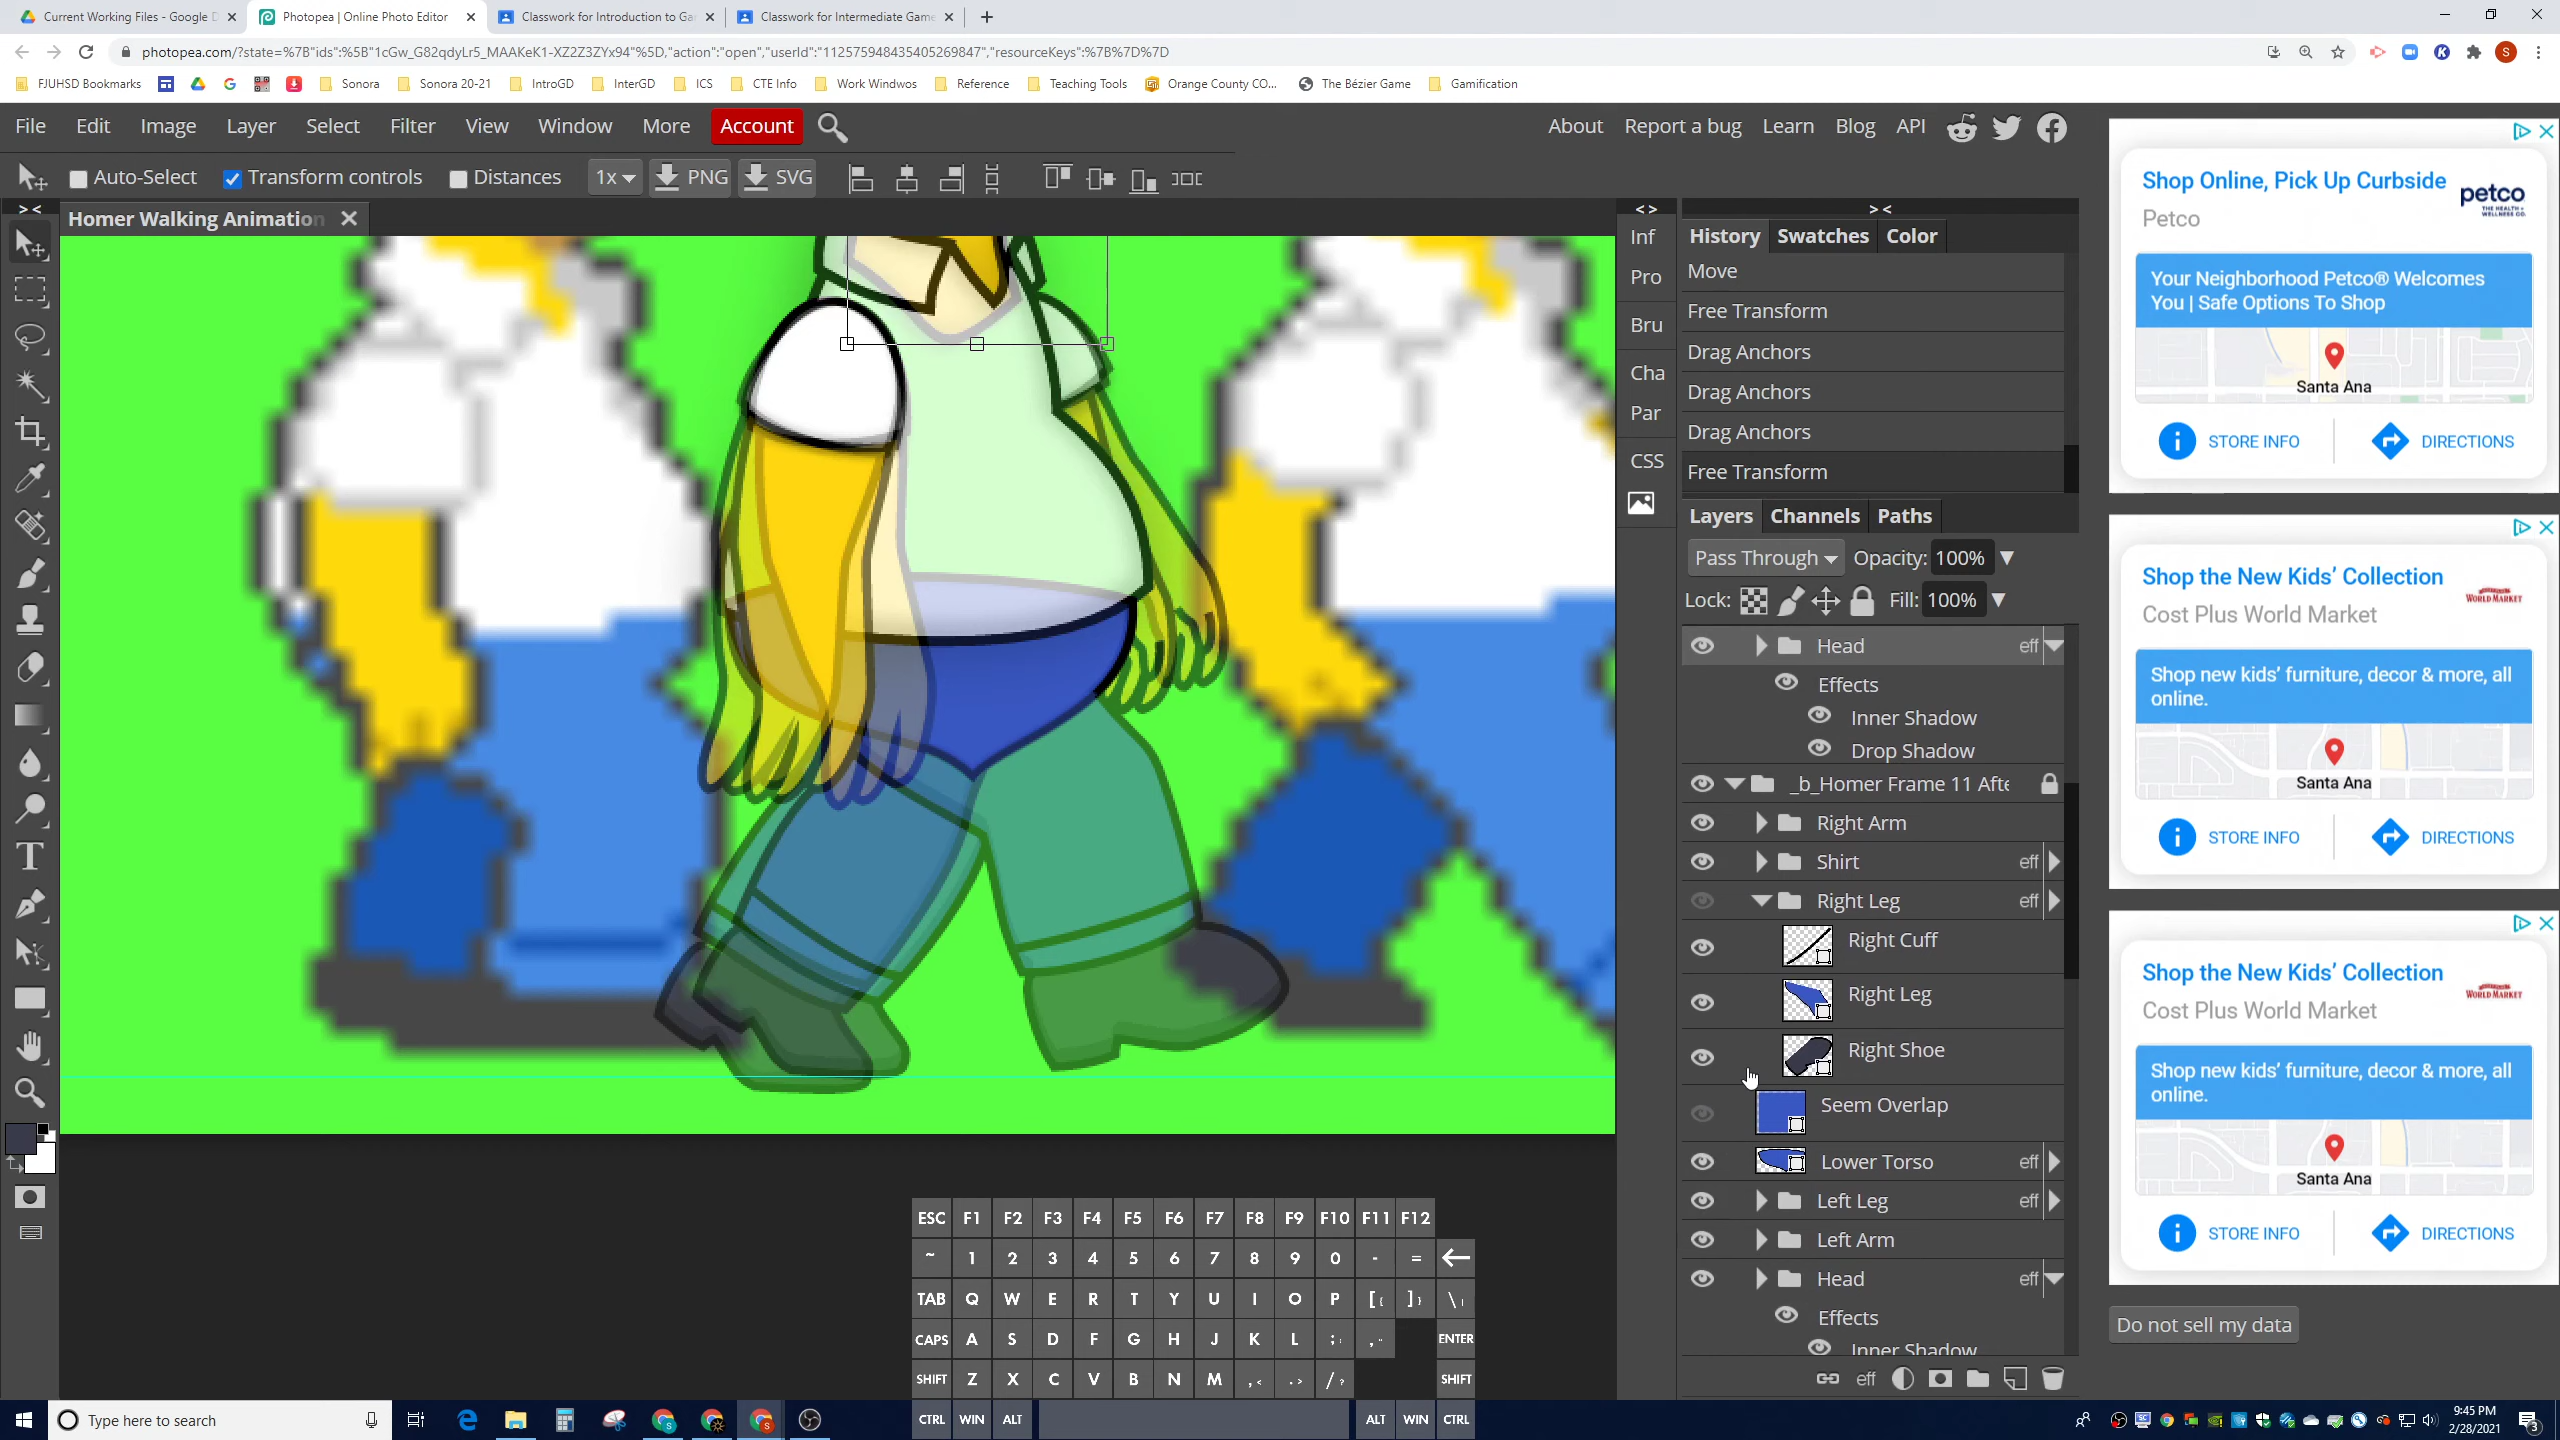 Current Working Files - Google D
Photopea | Online Photo Editor
Classwork for Introduction to Ga
Classwork for Intermediate Game
photopea.com/?state=%7B"ids":%5B"1cGw_G82qdyLr5_MAAKeK1-XZ2Z3ZYx94"%5D,"action":"open","userId":"112575948435405269847","resourceKeys":%7B%7D%7D
FJUHSD Bookmarks
Sonora
Sonora 20-21
IntroGD
InterGD
ICS
CTE Info
Work Windwos
Reference
Teaching Tools
Orange County CO...
The Bézier Game
Gamification
File Edit Image Layer Select Filter View Window More Account
About Report a bug Learn Blog API
Auto-Select Transform controls Distances 1x PNG SVG
> <
Homer Walking Animation
< >
> <
Inf
Pro
Bru
Cha
Par
CSS
History Swatches Color
Move
Free Transform
Drag Anchors
Drag Anchors
Drag Anchors
Free Transform
Layers Channels Paths
Pass Through Opacity: 100%
Lock: Fill: 100%
Head eff
Effects
Inner Shadow
Drop Shadow
_b_Homer Frame 11 Afte
Right Arm
Shirt eff
Right Leg eff
Right Cuff
Right Leg
Right Shoe
Seem Overlap
Lower Torso eff
Left Leg eff
Left Arm
Head eff
Effects
Inner Shadow
eff
Shop Online, Pick Up Curbside
Petco
petco
THE HEALTH +
WELLNESS CO.
Your Neighborhood Petco® Welcomes
You | Safe Options To Shop
Santa Ana
STORE INFO DIRECTIONS
Shop the New Kids' Collection
Cost Plus World Market
WORLD MARKET
Shop new kids' furniture, decor & more, all
online.
Santa Ana
STORE INFO DIRECTIONS
Shop the New Kids' Collection
Cost Plus World Market
WORLD MARKET
Shop new kids' furniture, decor & more, all
online.
Santa Ana
STORE INFO DIRECTIONS
Do not sell my data
ESC F1 F2 F3 F4 F5 F6 F7 F8 F9 F10 F11 F12
~ 1 2 3 4 5 6 7 8 9 0 - =
TAB Q W E R T Y U I O P [ { ] } \ |
CAPS A S D F G H J K L ; : ENTER
SHIFT Z X C V B N M , < . > / ? SHIFT
CTRL WIN ALT ALT WIN CTRL
Type here to search
9:45 PM
2/28/2021
3